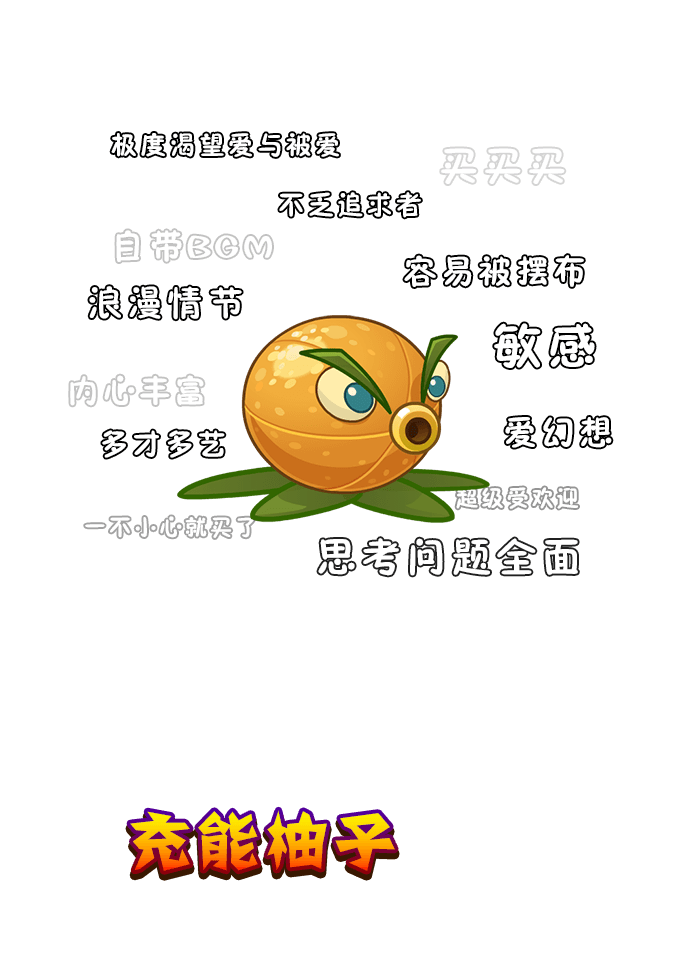 极度渴望爱与被爱
买买买
不乏追求者
自带BGM
容易被摆布
浪漫情节
敏感
内心丰富
多才多艺
爱幻想
超级受欢迎
一不小心就买了
思考问题全面
充能柚子